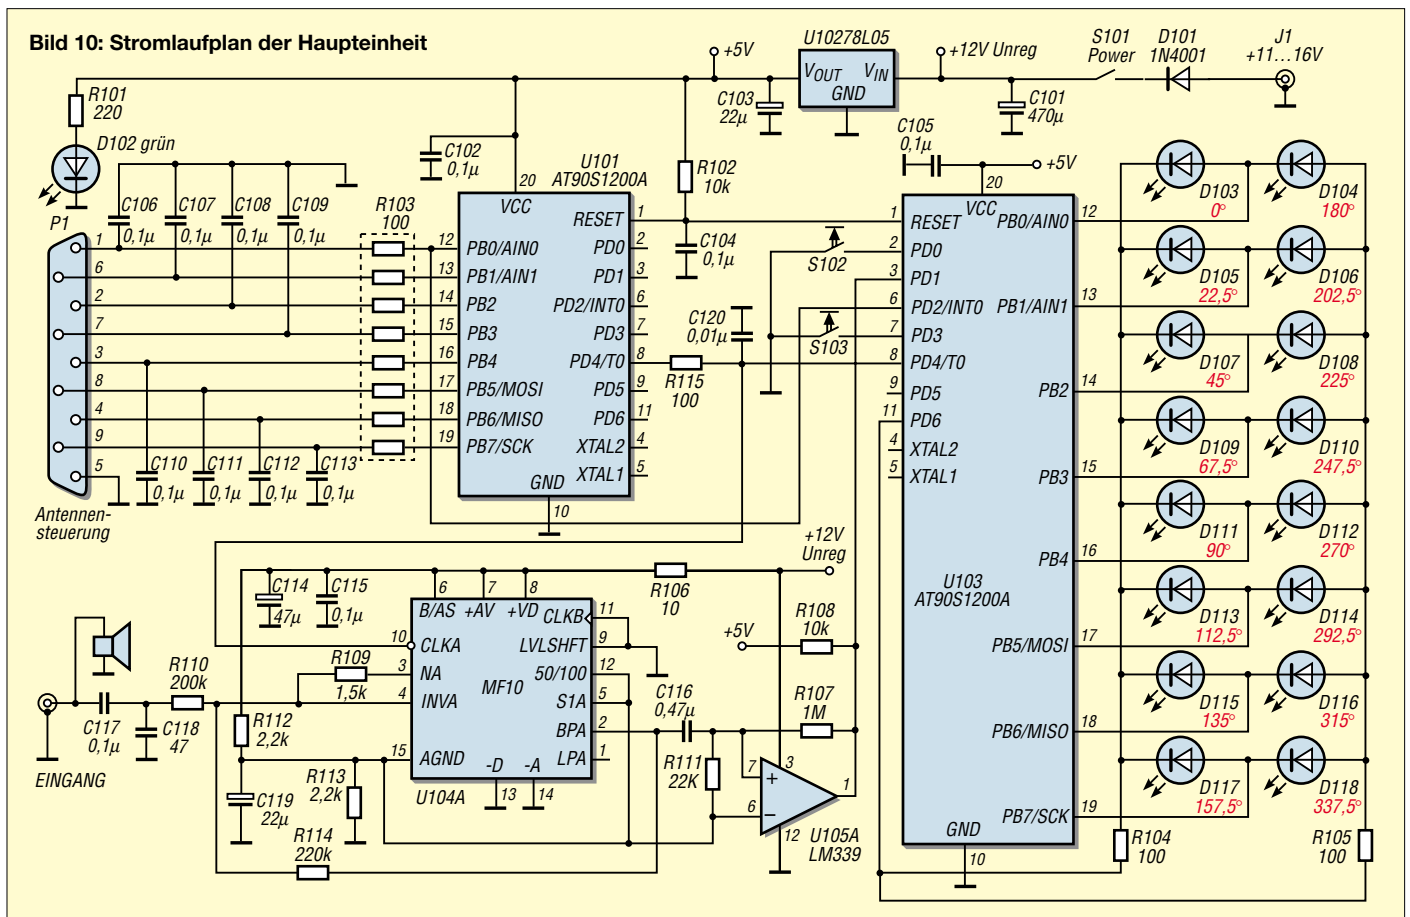 Bild 10: Stromlaufplan der Haupteinheit
+5V
U10278L05
+12V Unreg
S101
Power
D101
1N4001
J1
+11...16V
VOUT
VIN
GND
R101
220
C103
22µ
C101
470µ
D102 grün
C102
0,1µ
U101
AT90S1200A
R102
10k
C105
0,1µ
+5V
P1
C106
0,1µ
C107
0,1µ
C108
0,1µ
C109
0,1µ
R103
100
20
VCC
1
6
2
7
3
8
4
9
5
12 PB0/AIN0
13 PB1/AIN1
14 PB2
15 PB3
16 PB4
17 PB5/MOSI
18 PB6/MISO
19 PB7/SCK
RESET 1
PD0 2
PD1 3
PD2/INT0 6
PD3 7
PD4/T0 8
PD5 9
PD6 11
XTAL2 4
XTAL1 5
GND
10
C104
0,1µ
S102
C120
0,01µ
S103
R115
100
C110
0,1µ
C111
0,1µ
C112
0,1µ
C113
0,1µ
Antennen-
steuerung
20
VCC
1 RESET
2 PD0
3 PD1
6 PD2/INT0
7 PD3
8 PD4/T0
9 PD5
11 PD6
4 XTAL2
5 XTAL1
U103
AT90S1200A
PB0/AIN0 12
PB1/AIN1 13
PB2 14
PB3 15
PB4 16
PB5/MOSI 17
PB6/MISO 18
PB7/SCK 19
GND
10
D103
0°
D104
180°
D105
22,5°
D106
202,5°
D107
45°
D108
225°
D109
67,5°
D110
247,5°
D111
90°
D112
270°
D113
112,5°
D114
292,5°
D115
135°
D116
315°
D117
157,5°
D118
337,5°
R104
100
R105
100
+12V
Unreg
R106
10
C114
47µ
C115
0,1µ
6
7
8
B/AS
+AV
+VD
CLKB 11
10 CLKA
LVLSHFT 9
3 NA
50/100 12
4 INVA
MF10
S1A 5
BPA 2
15 AGND
LPA 1
-D
-A
U104A
13
14
R109
1,5k
R110
200k
C117
0,1µ
C118
47
R112
2,2k
EINGANG
C119
22µ
R113
2,2k
R114
220k
+5V
R108
10k
C116
0,47µ
R107
1M
R111
22K
7
+
3
6
−
1
12
U105A
LM339